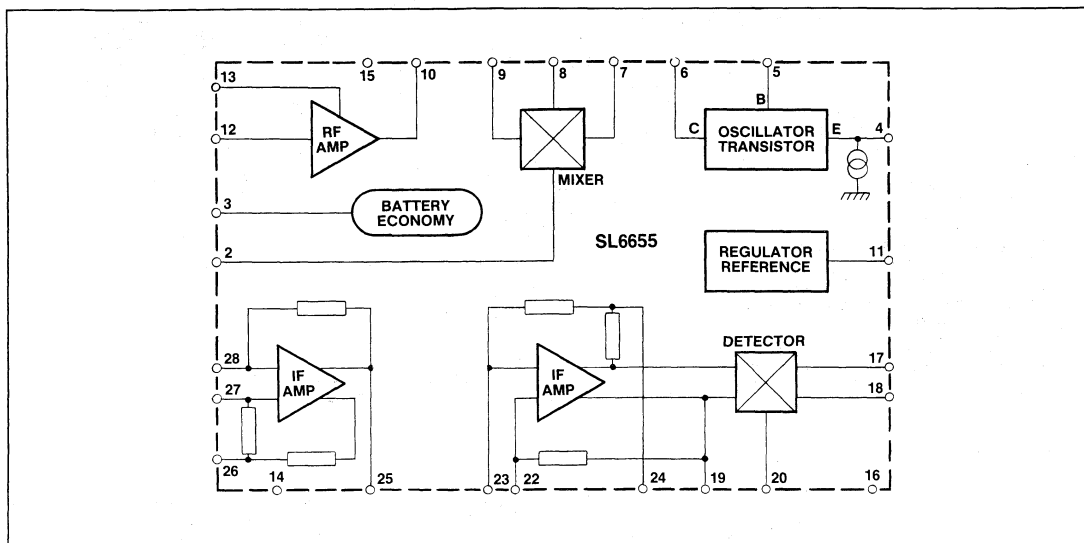 15 10 9 8 7 6 5
13
12
RF
AMP
MIXER
C
B
E
OSCILLATOR
TRANSISTOR
4
3
BATTERY
ECONOMY
2
SL6655
REGULATOR
REFERENCE
11
28
27
26
IF
AMP
IF
AMP
DETECTOR
17
18
14 25 23 22 24 19 20 16